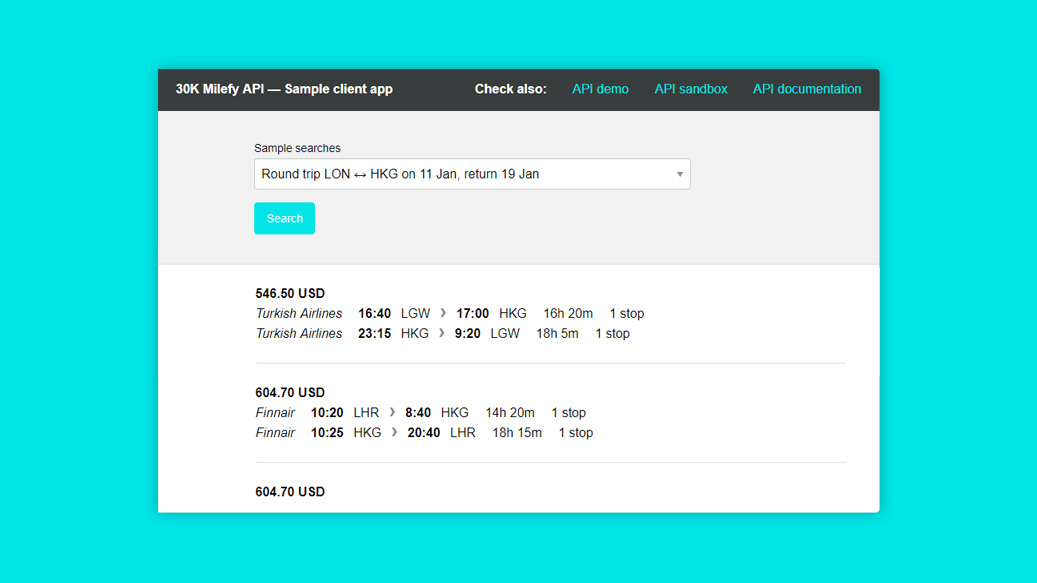 30K Milefy API — Sample client app Check also: API demo API sandbox API documentation
Sample searches
Round trip LON ↔ HKG on 11 Jan, return 19 Jan
Search
546.50 USD
Turkish Airlines 16:40 LGW › 17:00 HKG 16h 20m 1 stop
Turkish Airlines 23:15 HKG › 9:20 LGW 18h 5m 1 stop
604.70 USD
Finnair 10:20 LHR › 8:40 HKG 14h 20m 1 stop
Finnair 10:25 HKG › 20:40 LHR 18h 15m 1 stop
604.70 USD